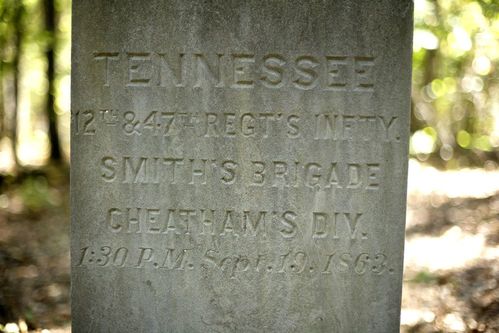 TENNESSEE
12TH & 47TH REGT'S INFTY.
SMITH'S BRIGADE
CHEATHAM'S DIV.
1:30 P.M. Sept. 19, 1863.